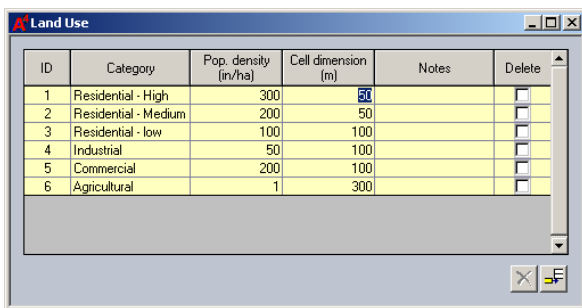 Land Use
ID Category Pop. density (in/ha) Cell dimension (m) Notes Delete
1 Residential - High 300 50
2 Residential - Medium 200 50
3 Residential - low 100 100
4 Industrial 50 100
5 Commercial 200 100
6 Agricultural 1 300